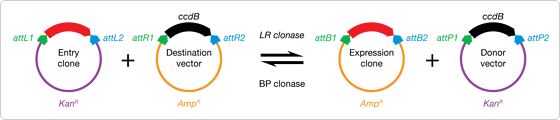 ccdB
ccdB
attL1
attL2
attR1
attR2
LR clonase
attB1
attB2
attP1
attP2
Entry
clone
+
Destination
vector
Expression
clone
+
Donor
vector
BP clonase
Kanᴿ
Ampᴿ
Ampᴿ
Kanᴿ